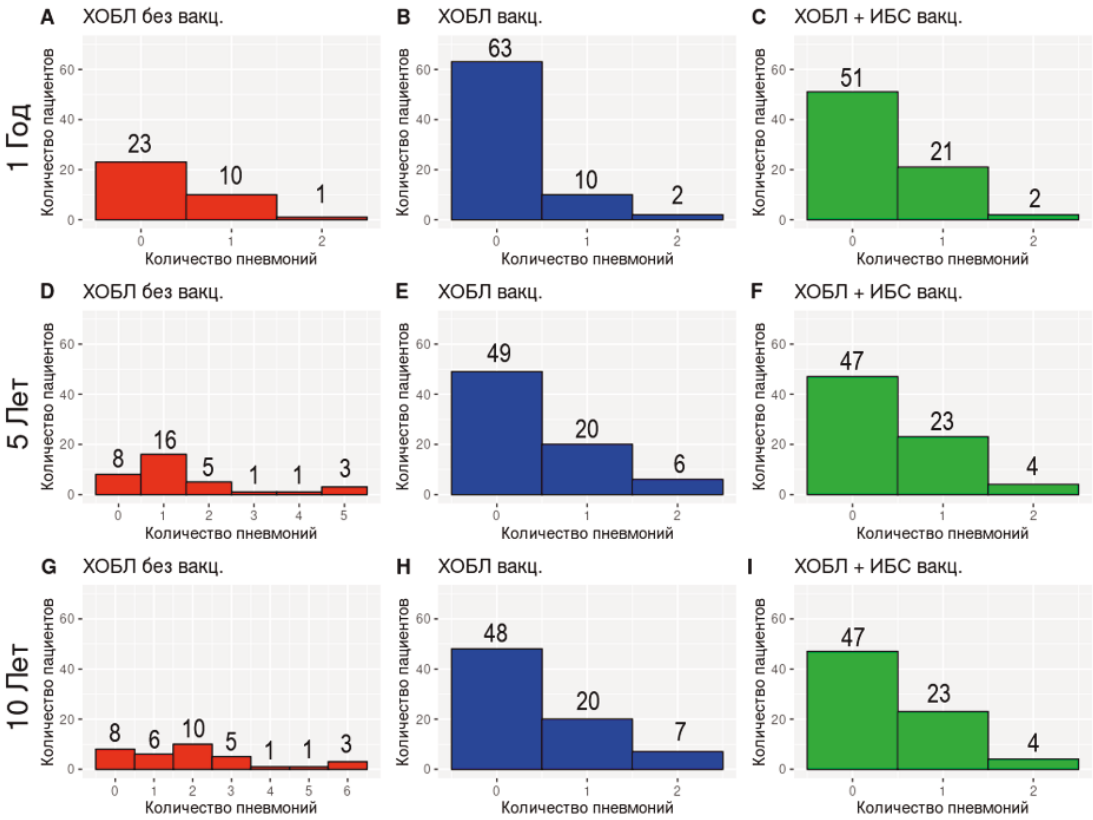 A ХОБЛ без вакц.
B ХОБЛ вакц.
C ХОБЛ + ИБС вакц.
1 Год
Количество пациентов
60
40
20
0
23
10
1
0 1 2
Количество пневмоний
Количество пациентов
60
40
20
0
63
10
2
0 1 2
Количество пневмоний
Количество пациентов
60
40
20
0
51
21
2
0 1 2
Количество пневмоний
D ХОБЛ без вакц.
E ХОБЛ вакц.
F ХОБЛ + ИБС вакц.
5 Лет
Количество пациентов
60
40
20
0
8
16
5
1
1
3
0 1 2 3 4 5
Количество пневмоний
Количество пациентов
60
40
20
0
49
20
6
0 1 2
Количество пневмоний
Количество пациентов
60
40
20
0
47
23
4
0 1 2
Количество пневмоний
G ХОБЛ без вакц.
H ХОБЛ вакц.
I ХОБЛ + ИБС вакц.
10 Лет
Количество пациентов
60
40
20
0
8
6
10
5
1
1
3
0 1 2 3 4 5 6
Количество пневмоний
Количество пациентов
60
40
20
0
48
20
7
0 1 2
Количество пневмоний
Количество пациентов
60
40
20
0
47
23
4
0 1 2
Количество пневмоний